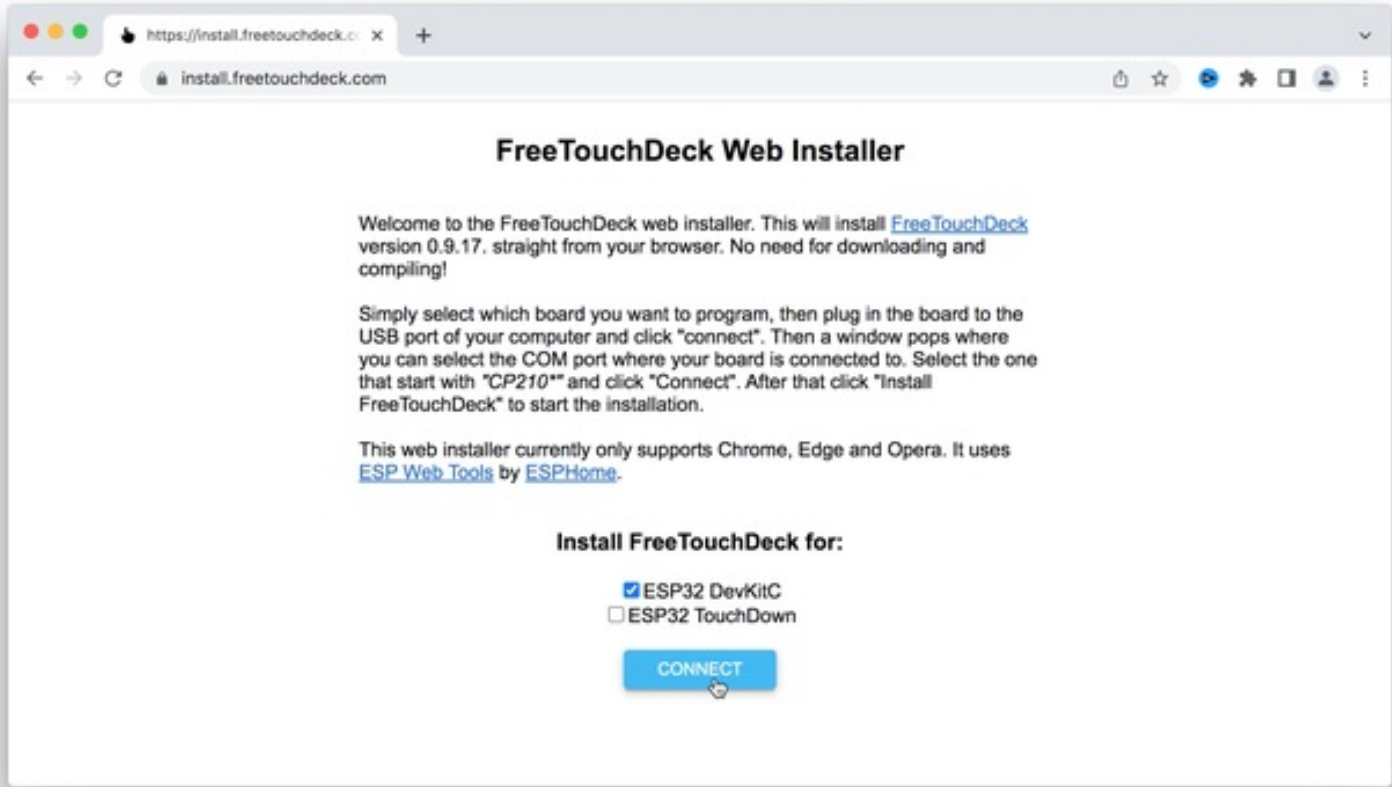 https://install.freetouchdeck.c
install.freetouchdeck.com
FreeTouchDeck Web Installer
Welcome to the FreeTouchDeck web installer. This will install FreeTouchDeck
version 0.9.17. straight from your browser. No need for downloading and
compiling!
Simply select which board you want to program, then plug in the board to the
USB port of your computer and click "connect". Then a window pops where
you can select the COM port where your board is connected to. Select the one
that start with "CP210*" and click "Connect". After that click "Install
FreeTouchDeck" to start the installation.
This web installer currently only supports Chrome, Edge and Opera. It uses
ESP Web Tools by ESPHome.
Install FreeTouchDeck for:
ESP32 DevKitC
ESP32 TouchDown
CONNECT